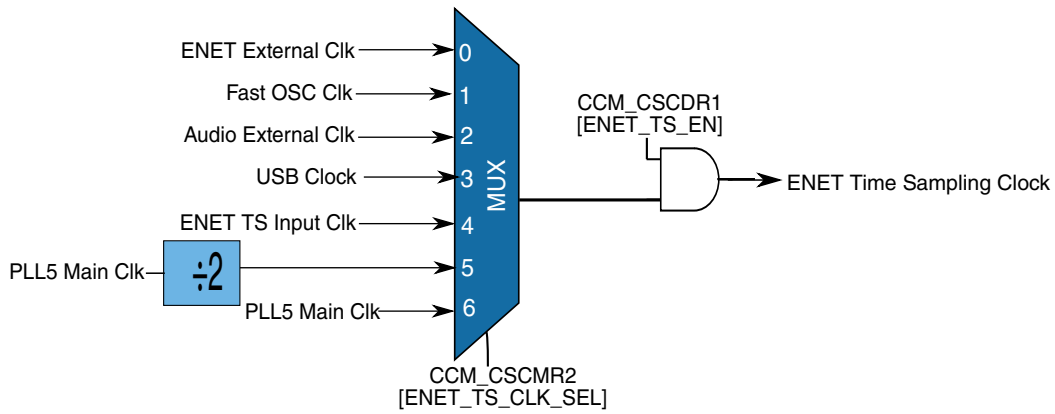 ENET External Clk
0
Fast OSC Clk
1
Audio External Clk
2
USB Clock
3
ENET TS Input Clk
4
PLL5 Main Clk
÷2
5
PLL5 Main Clk
6
MUX
CCM_CSCMR2
[ENET_TS_CLK_SEL]
CCM_CSCDR1
[ENET_TS_EN]
ENET Time Sampling Clock